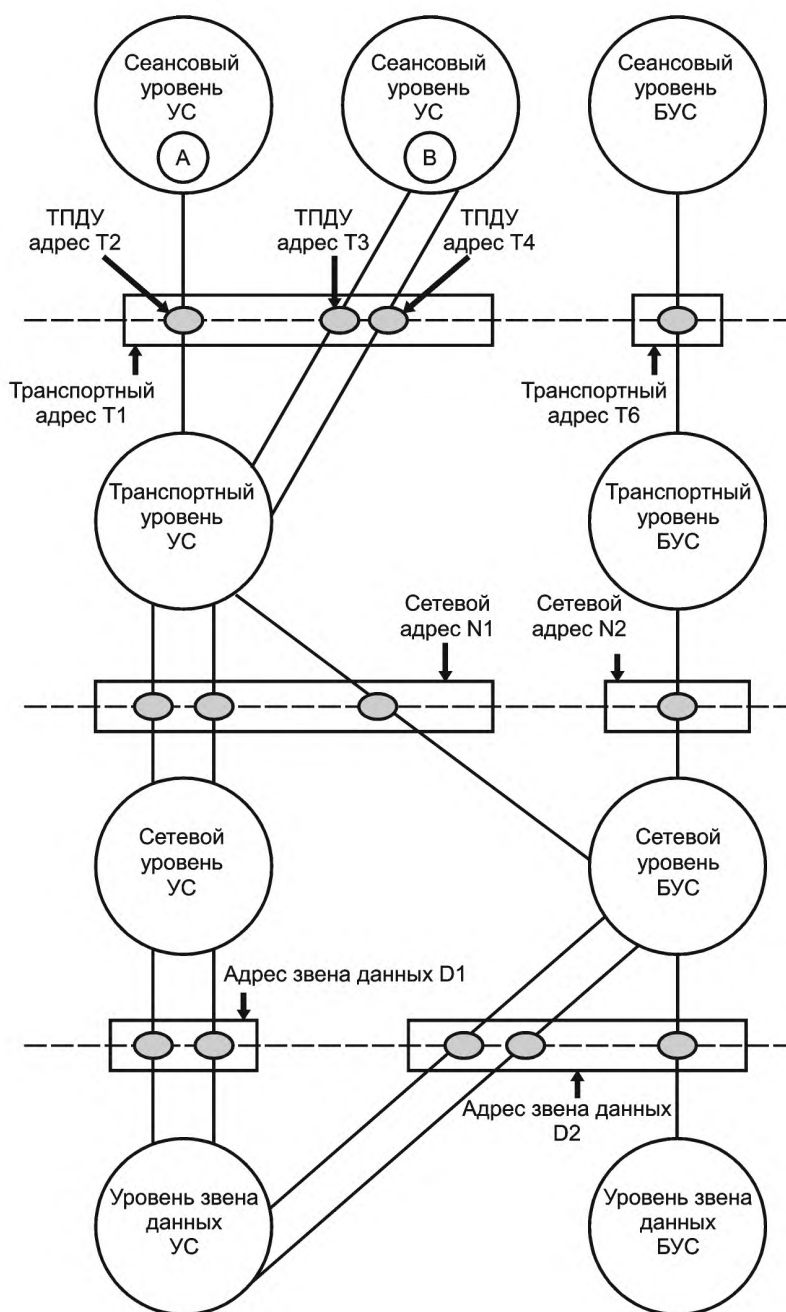 Сеансовый
уровень
УС
A
Сеансовый
уровень
УС
B
Сеансовый
уровень
БУС
ТПДУ
адрес Т2
ТПДУ
адрес Т3
ТПДУ
адрес Т4
Транспортный
адрес Т1
Транспортный
адрес Т6
Транспортный
уровень
УС
Транспортный
уровень
БУС
Сетевой
адрес N1
Сетевой
адрес N2
Сетевой
уровень
УС
Сетевой
уровень
БУС
Адрес звена данных D1
Адрес звена данных
D2
Уровень звена
данных
УС
Уровень звена
данных
БУС